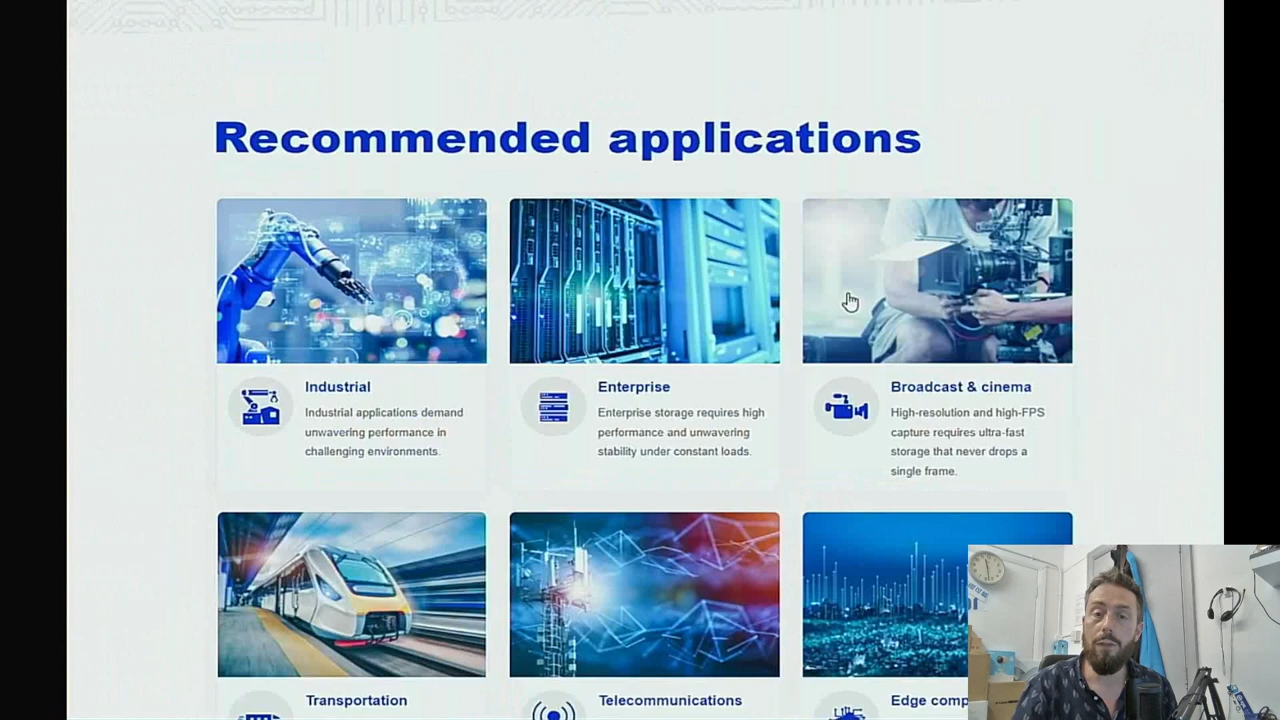 Recommended applications
Industrial
Industrial applications demand
unwavering performance in
challenging environments.
Enterprise
Enterprise storage requires high
performance and unwavering
stability under constant loads.
Broadcast & cinema
High-resolution and high-FPS
capture requires ultra-fast
storage that never drops a
single frame.
Transportation
Telecommunications
Edge comp